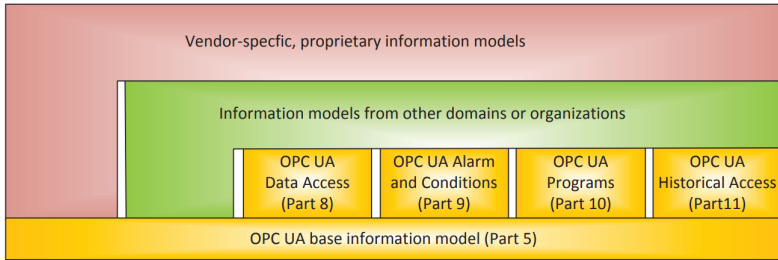 Vendor-specfic, proprietary information models
Information models from other domains or organizations
OPC UA
Data Access
(Part 8)
OPC UA Alarm
and Conditions
(Part 9)
OPC UA
Programs
(Part 10)
OPC UA
Historical Access
(Part11)
OPC UA base information model (Part 5)